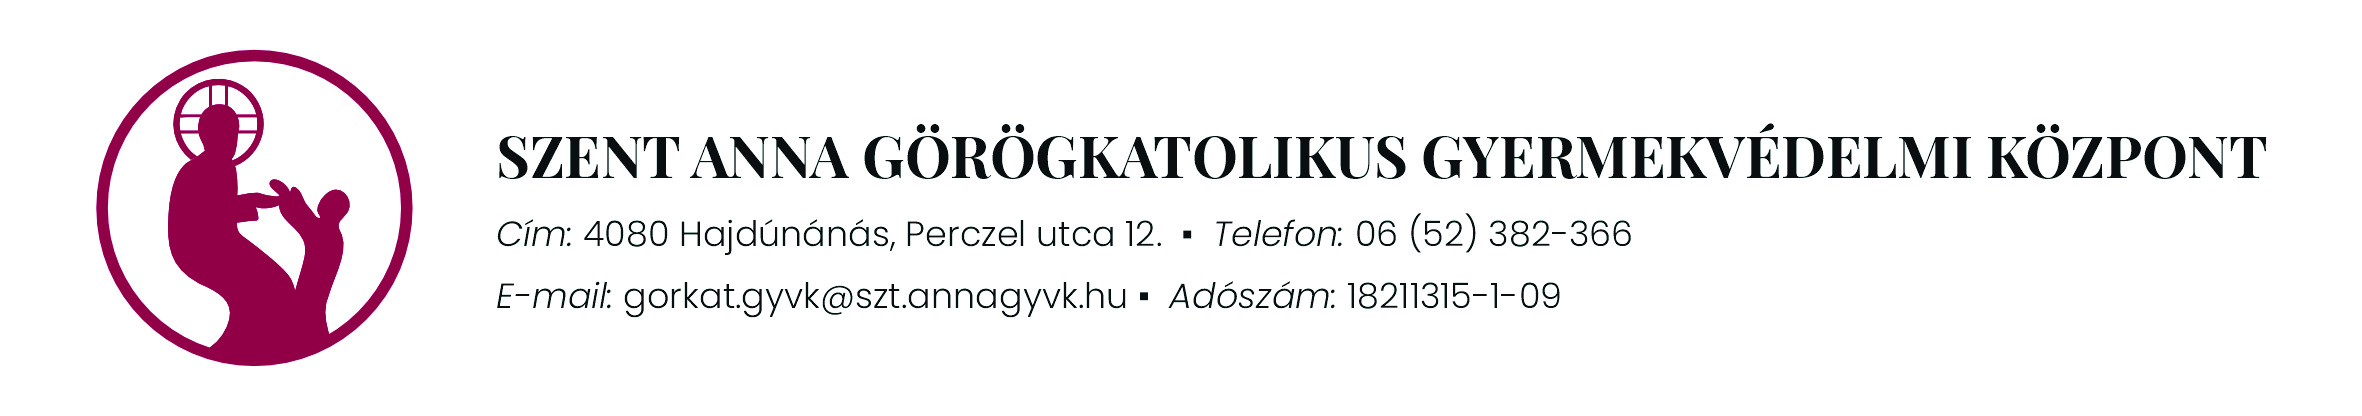 SZENT ANNA GÖRÖGKATOLIKUS GYERMEKVÉDELMI KÖZPONT
Cím: 4080 Hajdúnánás, Perczel utca 12. ▪ Telefon: 06 (52) 382-366
E-mail: gorkat.gyvk@szt.annagyvk.hu ▪ Adószám: 18211315-1-09